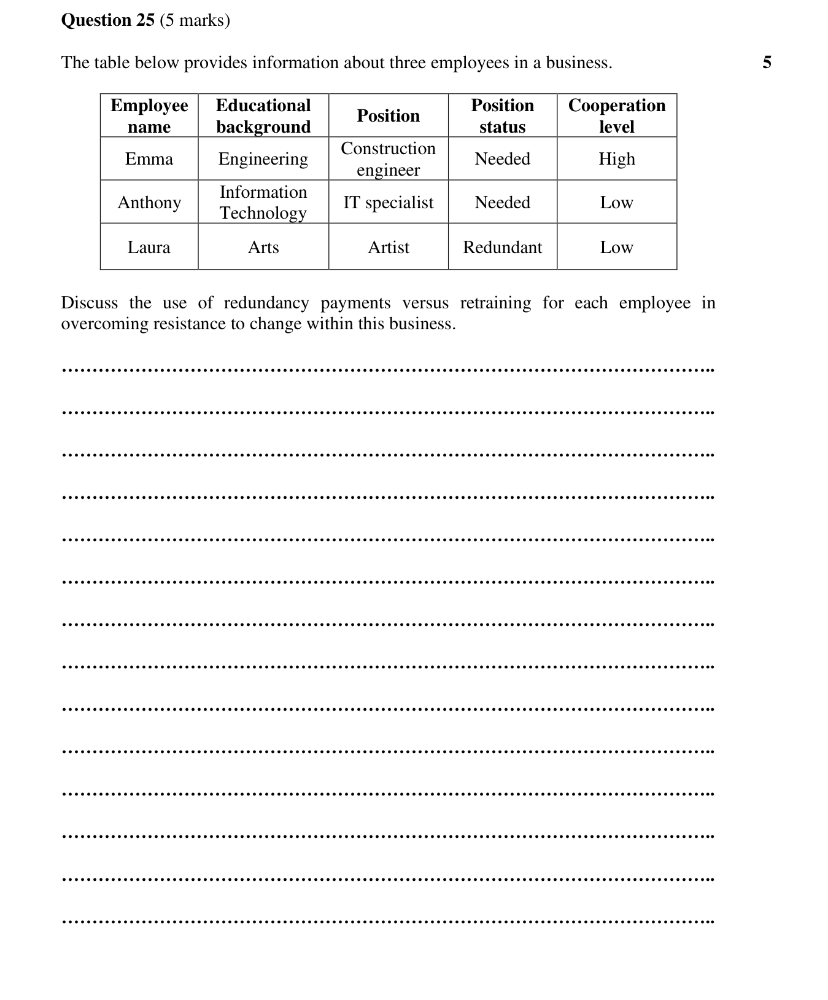 Question 25 (5 marks)
The table below provides information about three employees in a business. 5
Employee name Educational background Position Position status Cooperation level
Emma Engineering Construction engineer Needed High
Anthony Information Technology IT specialist Needed Low
Laura Arts Artist Redundant Low
Discuss the use of redundancy payments versus retraining for each employee in
overcoming resistance to change within this business.